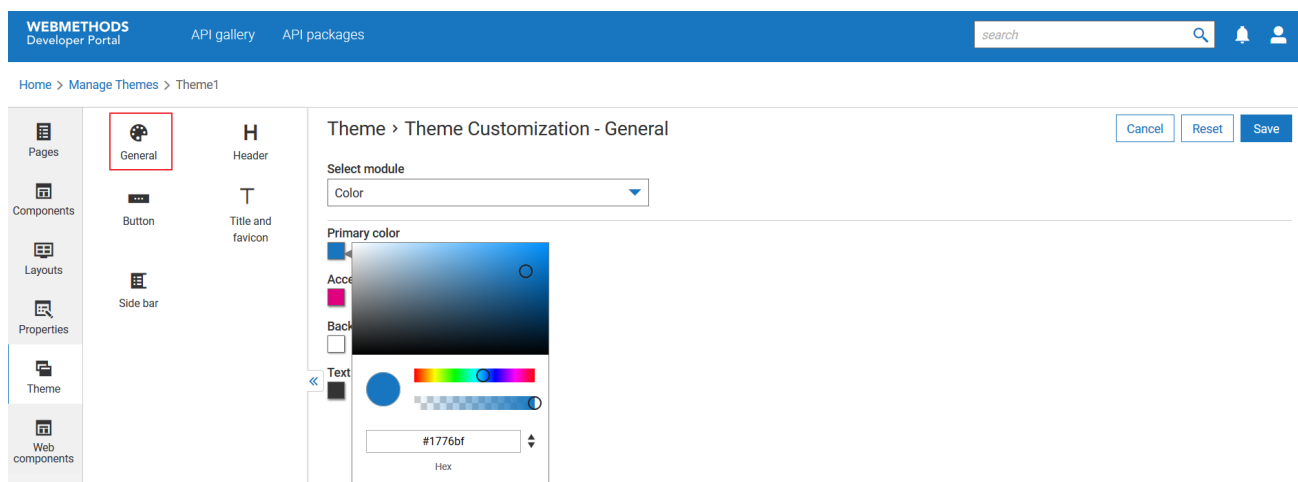 WEBMETHODS
Developer Portal
API gallery
API packages
search
Home > Manage Themes > Theme1
Pages
Components
Layouts
Properties
Theme
Web
components
General
H
Header
Button
T
Title and
favicon
Side bar
Theme > Theme Customization - General
Cancel
Reset
Save
Select module
Color
Primary color
Acce
Back
Text
#1776bf
Hex